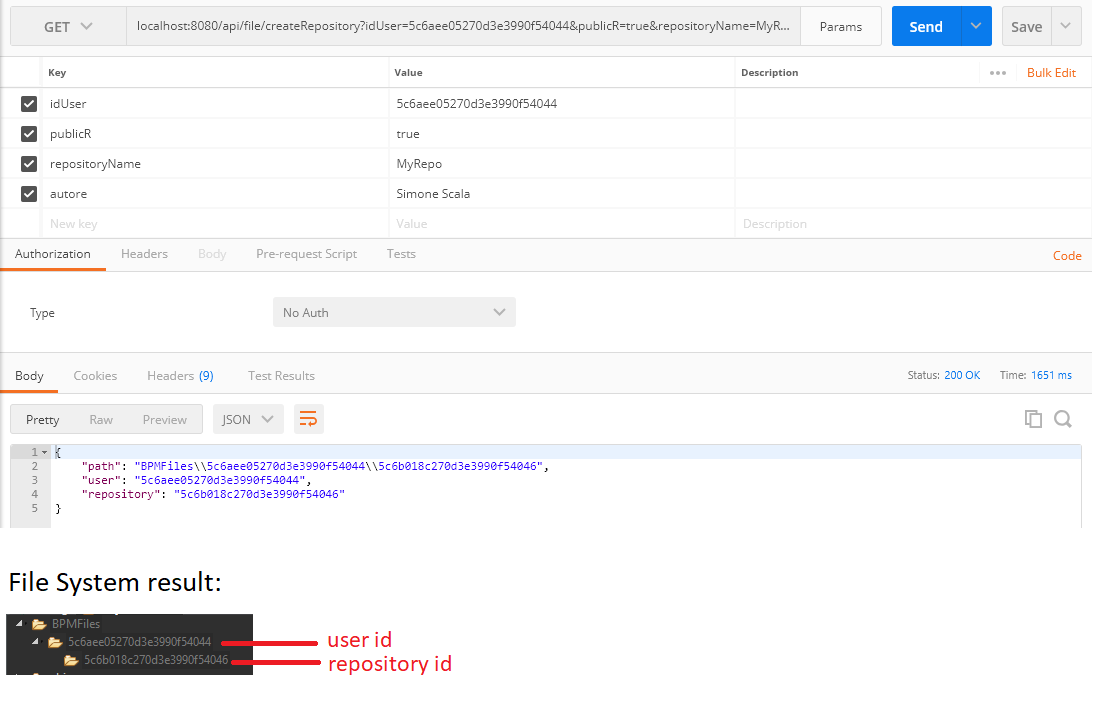 GET localhost:8080/api/file/createRepository?idUser=5c6aee05270d3e3990f54044&publicR=true&repositoryName=MyR... Params Send Save
Key Value Description Bulk Edit
idUser 5c6aee05270d3e3990f54044
publicR true
repositoryName MyRepo
autore Simone Scala
New key Value Description
Authorization Headers Body Pre-request Script Tests Code
Type No Auth
Body Cookies Headers (9) Test Results Status: 200 OK Time: 1651 ms
Pretty Raw Preview JSON
1 {
2 "path": "BPMFiles\\5c6aee05270d3e3990f54044\\5c6b018c270d3e3990f54046",
3 "user": "5c6aee05270d3e3990f54044",
4 "repository": "5c6b018c270d3e3990f54046"
5 }
File System result:
BPMFiles
5c6aee05270d3e3990f54044 user id
5c6b018c270d3e3990f54046 repository id